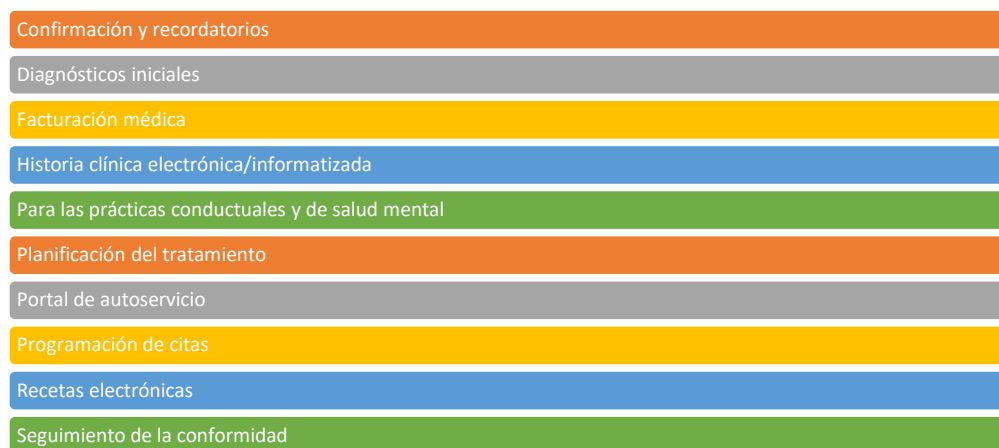 Confirmación y recordatorios
Diagnósticos iniciales
Facturación médica
Historia clínica electrónica/informatizada
Para las prácticas conductuales y de salud mental
Planificación del tratamiento
Portal de autoservicio
Programación de citas
Recetas electrónicas
Seguimiento de la conformidad